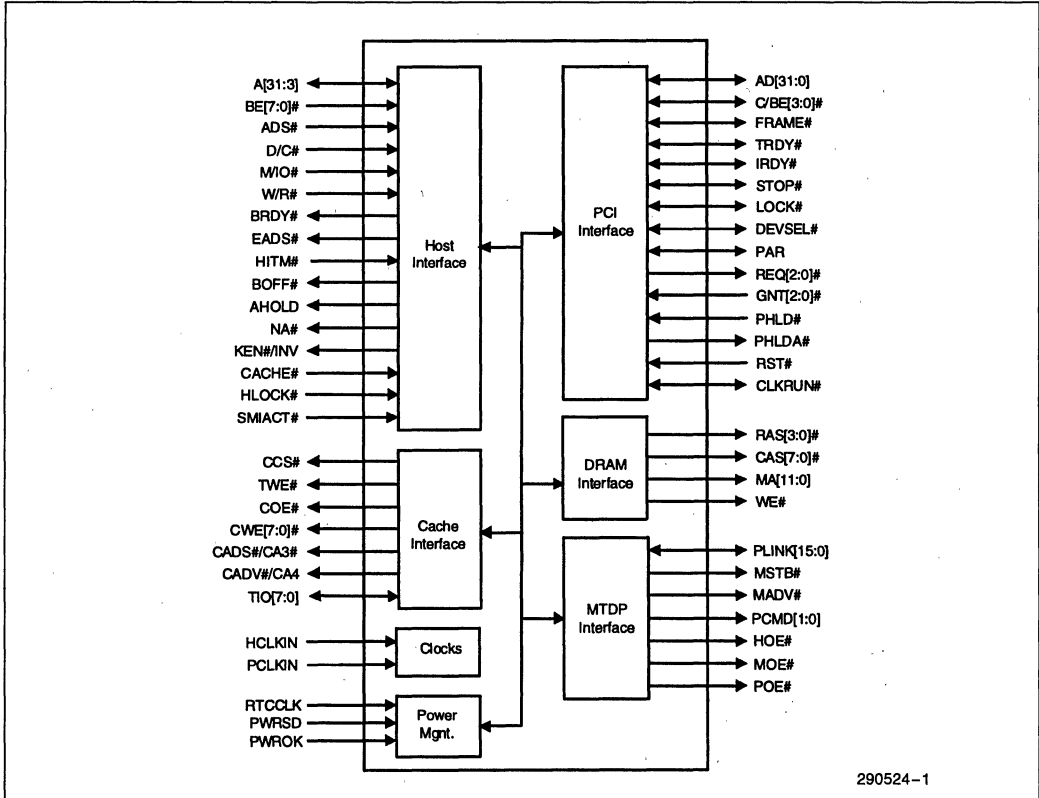 A[31:3]
BE[7:0]#
ADS#
D/C#
M/IO#
W/R#
BRDY#
EADS#
HITM#
BOFF#
AHOLD
NA#
KEN#/INV
CACHE#
HLOCK#
SMIACT#
Host
Interface
CCS#
TWE#
COE#
CWE[7:0]#
CADS#/CA3#
CADV#/CA4
TIO[7:0]
Cache
Interface
HCLKIN
PCLKIN
Clocks
RTCCLK
PWRSD
PWROK
Power
Mgnt.
PCI
Interface
AD[31:0]
C/BE[3:0]#
FRAME#
TRDY#
IRDY#
STOP#
LOCK#
DEVSEL#
PAR
REQ[2:0]#
GNT[2:0]#
PHLD#
PHLDA#
RST#
CLKRUN#
DRAM
Interface
RAS[3:0]#
CAS[7:0]#
MA[11:0]
WE#
MTDP
Interface
PLINK[15:0]
MSTB#
MADV#
PCMD[1:0]
HOE#
MOE#
POE#
290524-1